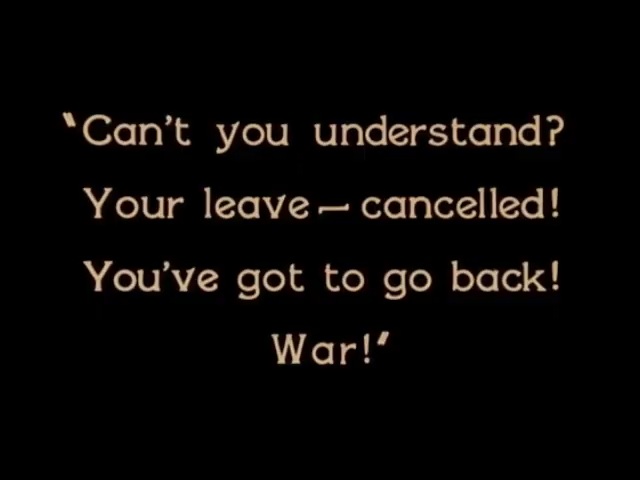 "Can't you understand?
Your leave — cancelled!
You've got to go back!
War!"